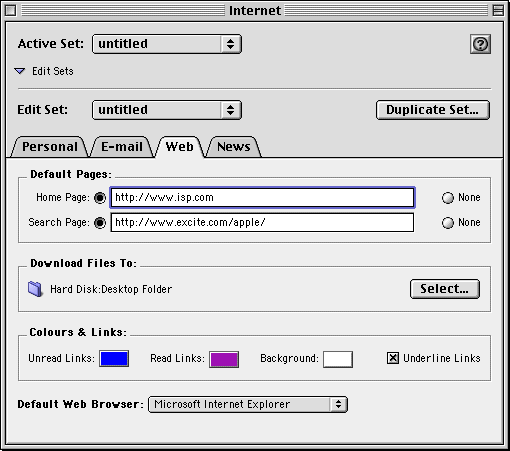 Internet
Active Set: untitled
?
Edit Sets
Edit Set: untitled Duplicate Set...
Personal E-mail Web News
Default Pages:
Home Page: http://www.isp.com None
Search Page: http://www.excite.com/apple/ None
Download Files To:
Hard Disk:Desktop Folder Select...
Colours & Links:
Unread Links: Read Links: Background: Underline Links
Default Web Browser: Microsoft Internet Explorer